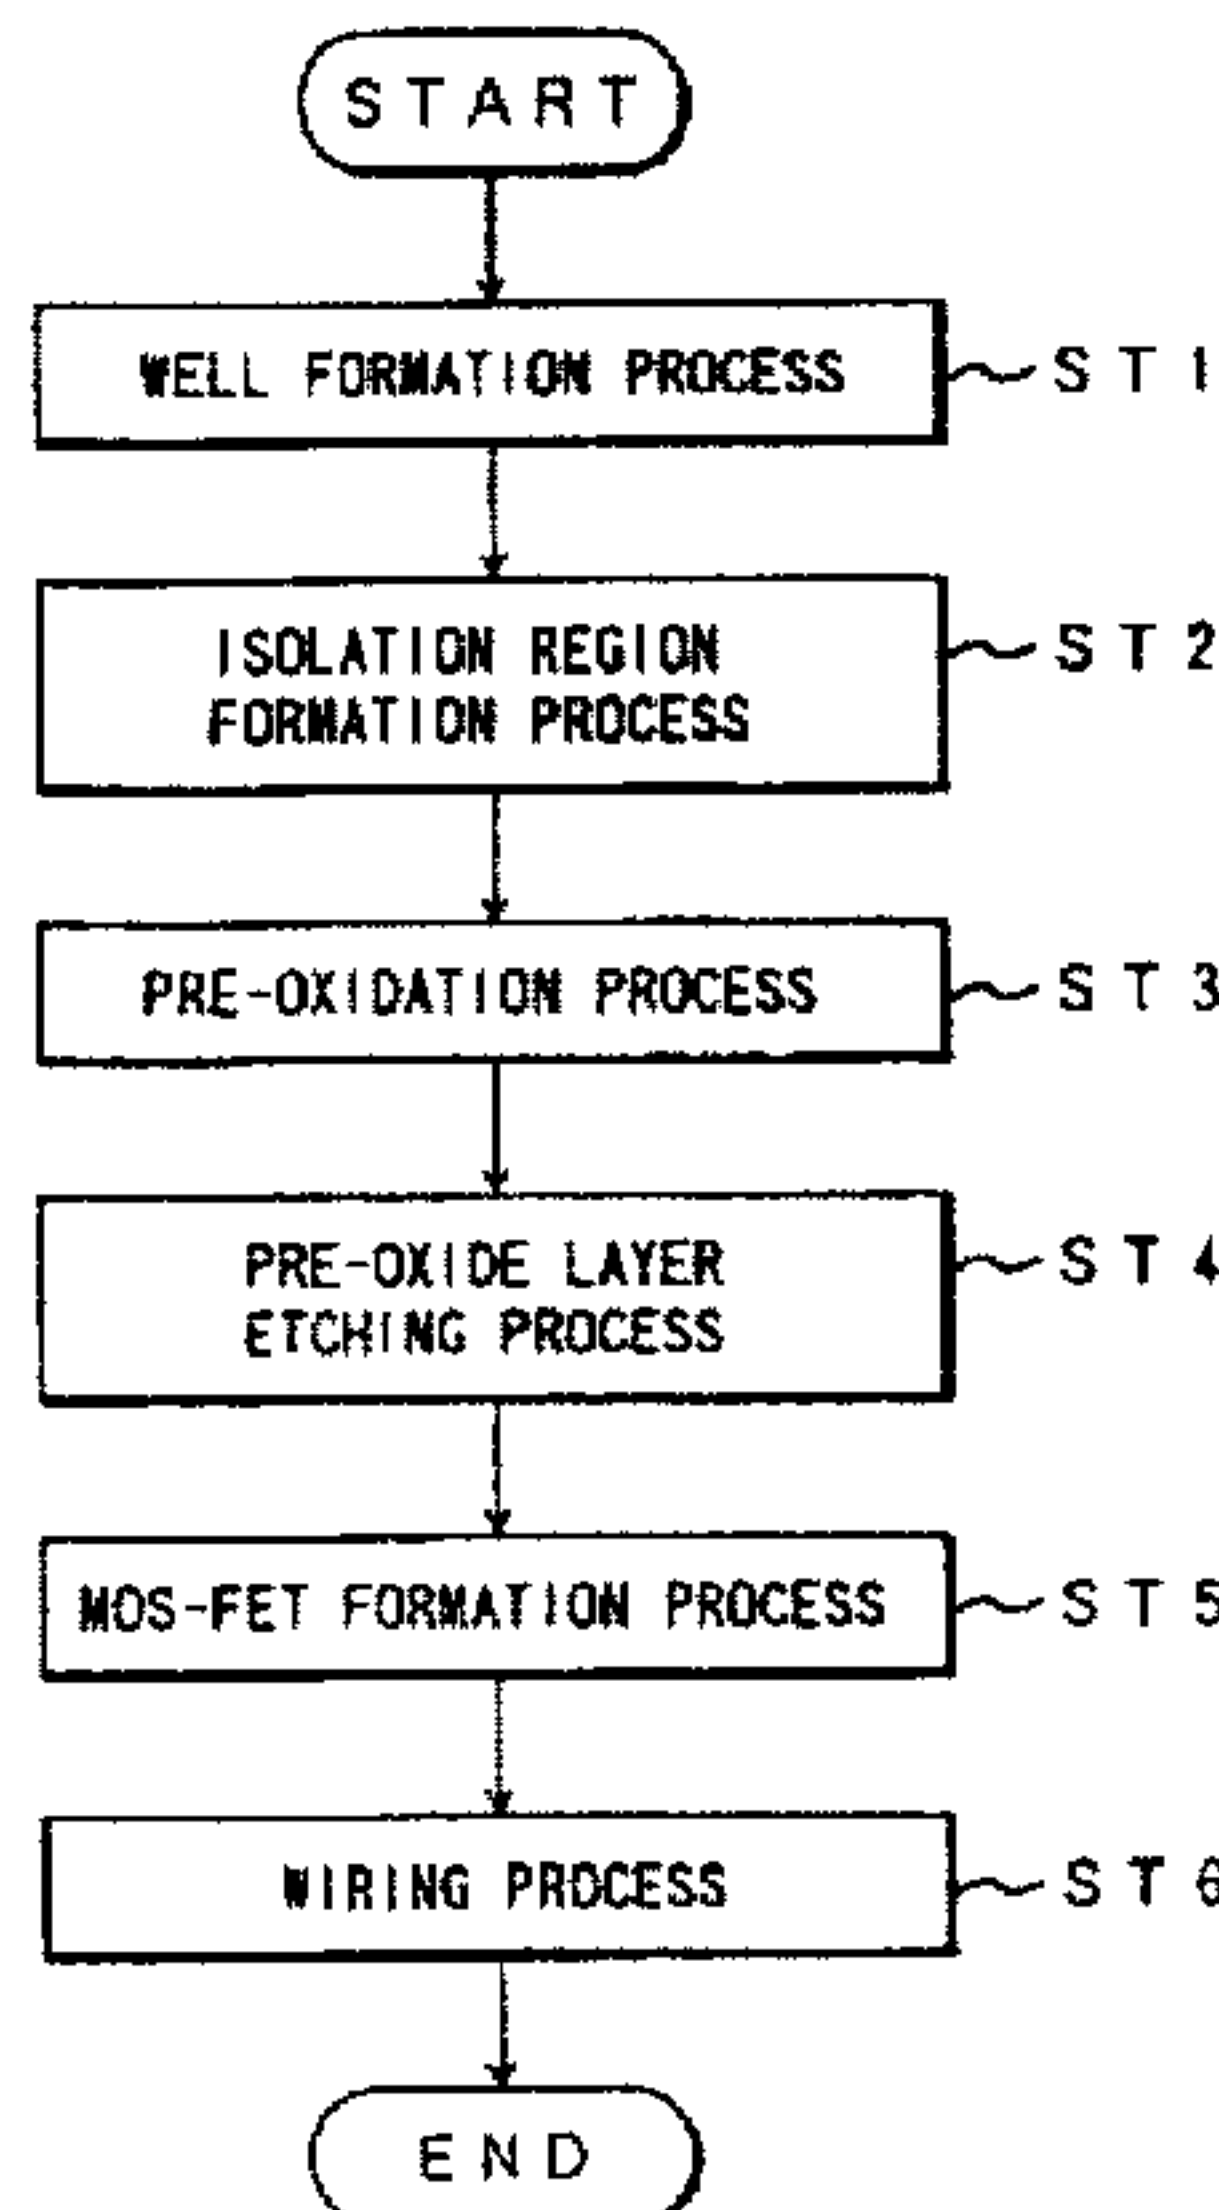 START
WELL FORMATION PROCESS
ST1
ISOLATION REGION
FORMATION PROCESS
ST2
PRE-OXIDATION PROCESS
ST3
PRE-OXIDE LAYER
ETCHING PROCESS
ST4
MOS-FET FORMATION PROCESS
ST5
WIRING PROCESS
ST6
END